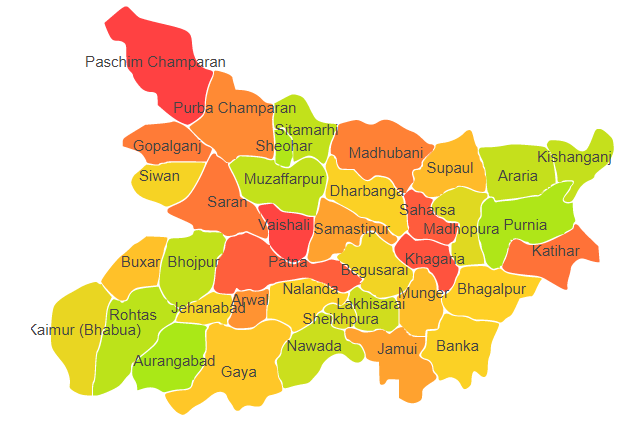 Paschim Champaran
Purba Champaran
Sitamarhi
Gopalganj
Sheohar
Madhubani
Kishanganj
Siwan
Muzaffarpur
Supaul
Araria
Dharbanga
Saran
Saharsa
Vaishali
Samastipur
Madhopura
Purnia
Katihar
Buxar
Bhojpur
Patna
Khagaria
Begusarai
Nalanda
Munger
Bhagalpur
Arwal
Jehanabad
Lakhisarai
Rohtas
Sheikhpura
Kaimur (Bhabua)
Nawada
Jamui
Banka
Aurangabad
Gaya